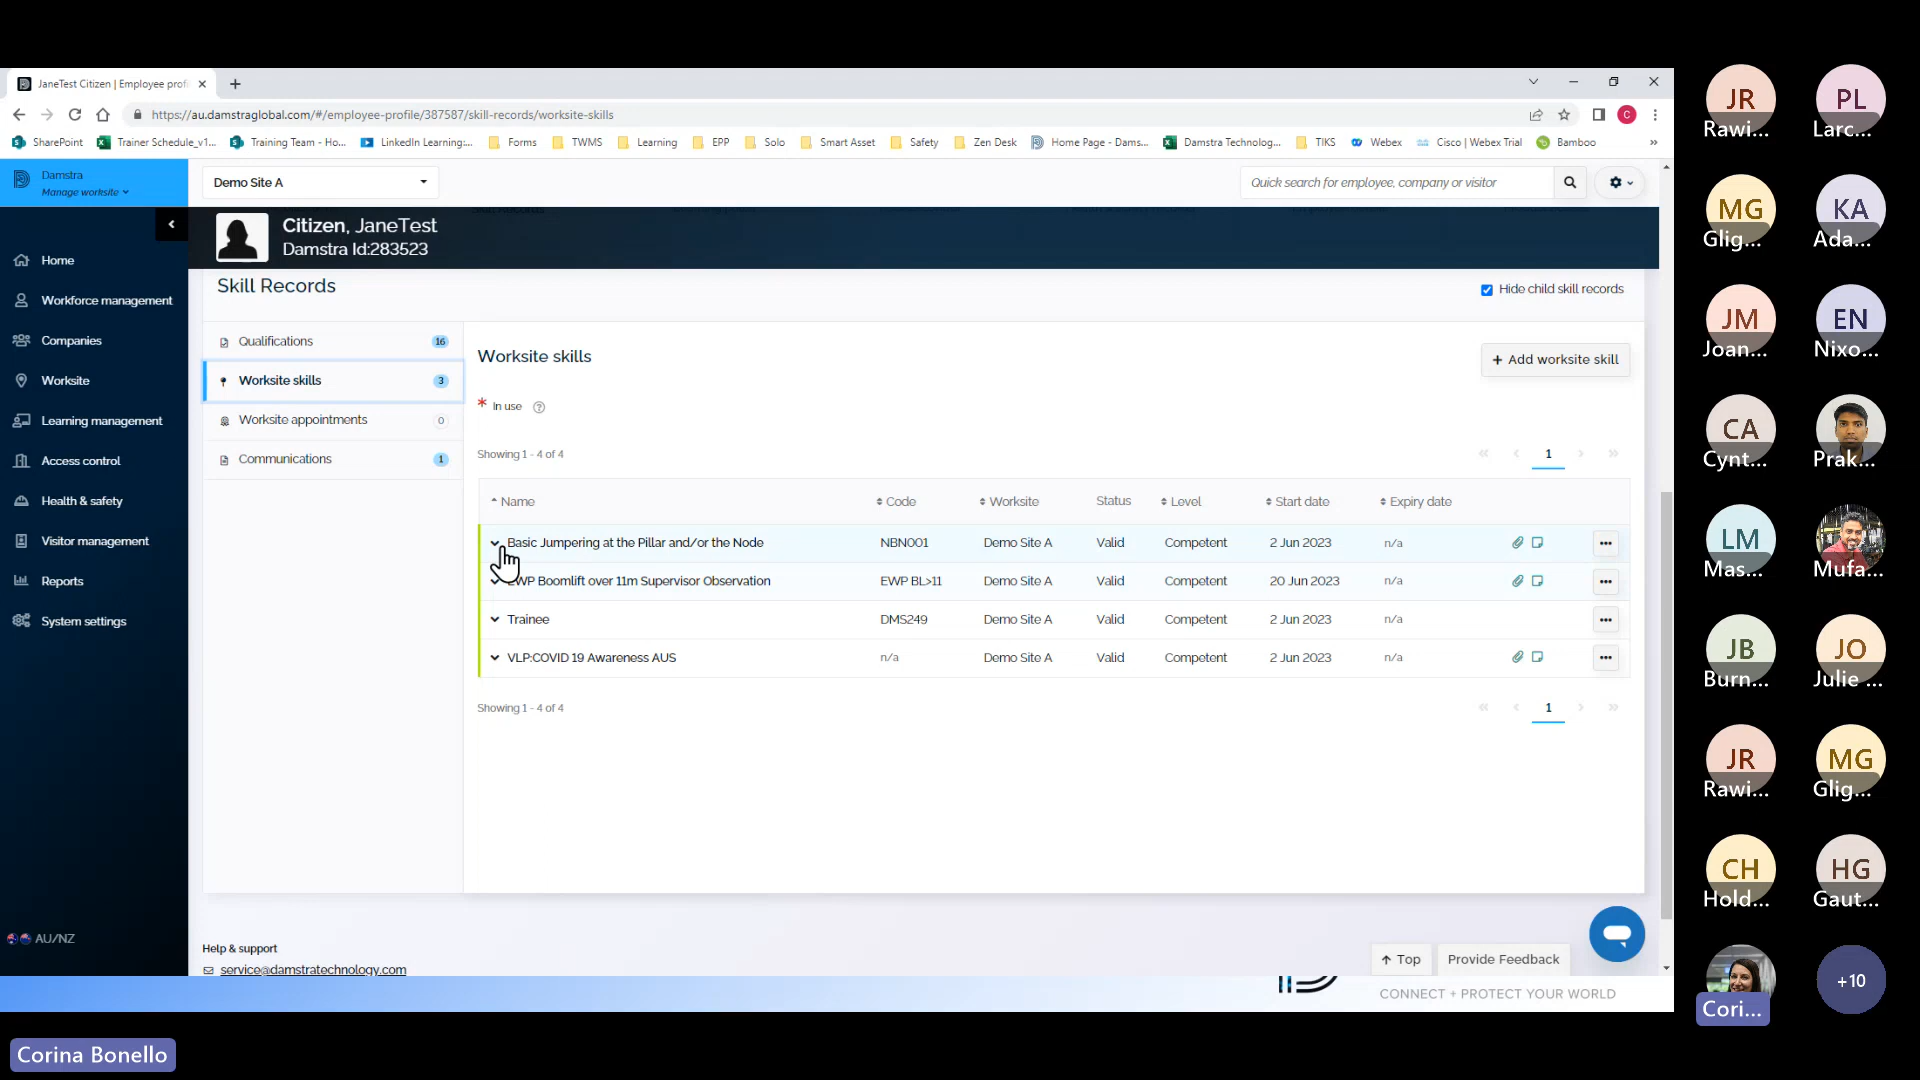 JaneTest Citizen | Employee profi
https://au.damstraglobal.com/#/employee-profile/387587/skill-records/worksite-skills
SharePoint Trainer Schedule_v1... Training Team - Ho... LinkedIn Learning:... Forms TWMS Learning EPP Solo Smart Asset Safety Zen Desk Home Page - Dams... Damstra Technolog... TIKS Webex Cisco | Webex Trial Bamboo »
Damstra
Manage worksite
Demo Site A
Quick search for employee, company or visitor
Citizen, JaneTest
Damstra Id:283523
Home
Workforce management
Companies
Worksite
Learning management
Access control
Health & safety
Visitor management
Reports
System settings
AU/NZ
Skill Records
Hide child skill records
Qualifications 16
Worksite skills 3
Worksite appointments 0
Communications 1
Worksite skills
+ Add worksite skill
* In use ?
Showing 1 - 4 of 4
« ‹ 1 › »
Name Code Worksite Status Level Start date Expiry date
Basic Jumpering at the Pillar and/or the Node NBN001 Demo Site A Valid Competent 2 Jun 2023 n/a
EWP Boomlift over 11m Supervisor Observation EWP BL>11 Demo Site A Valid Competent 20 Jun 2023 n/a
Trainee DMS249 Demo Site A Valid Competent 2 Jun 2023 n/a
VLP:COVID 19 Awareness AUS n/a Demo Site A Valid Competent 2 Jun 2023 n/a
Showing 1 - 4 of 4
« ‹ 1 › »
Help & support
service@damstratechnology.com
Top
Provide Feedback
CONNECT + PROTECT YOUR WORLD
Corina Bonello
C
JR PL
Rawi... Larc...
MG KA
Glig... Ada...
JM EN
Joan... Nixo...
CA
Cynt... Prak...
LM
Mas... Mufa...
JB JO
Burn... Julie ...
JR MG
Rawi... Glig...
CH HG
Hold... Gaut...
+10
Cori...